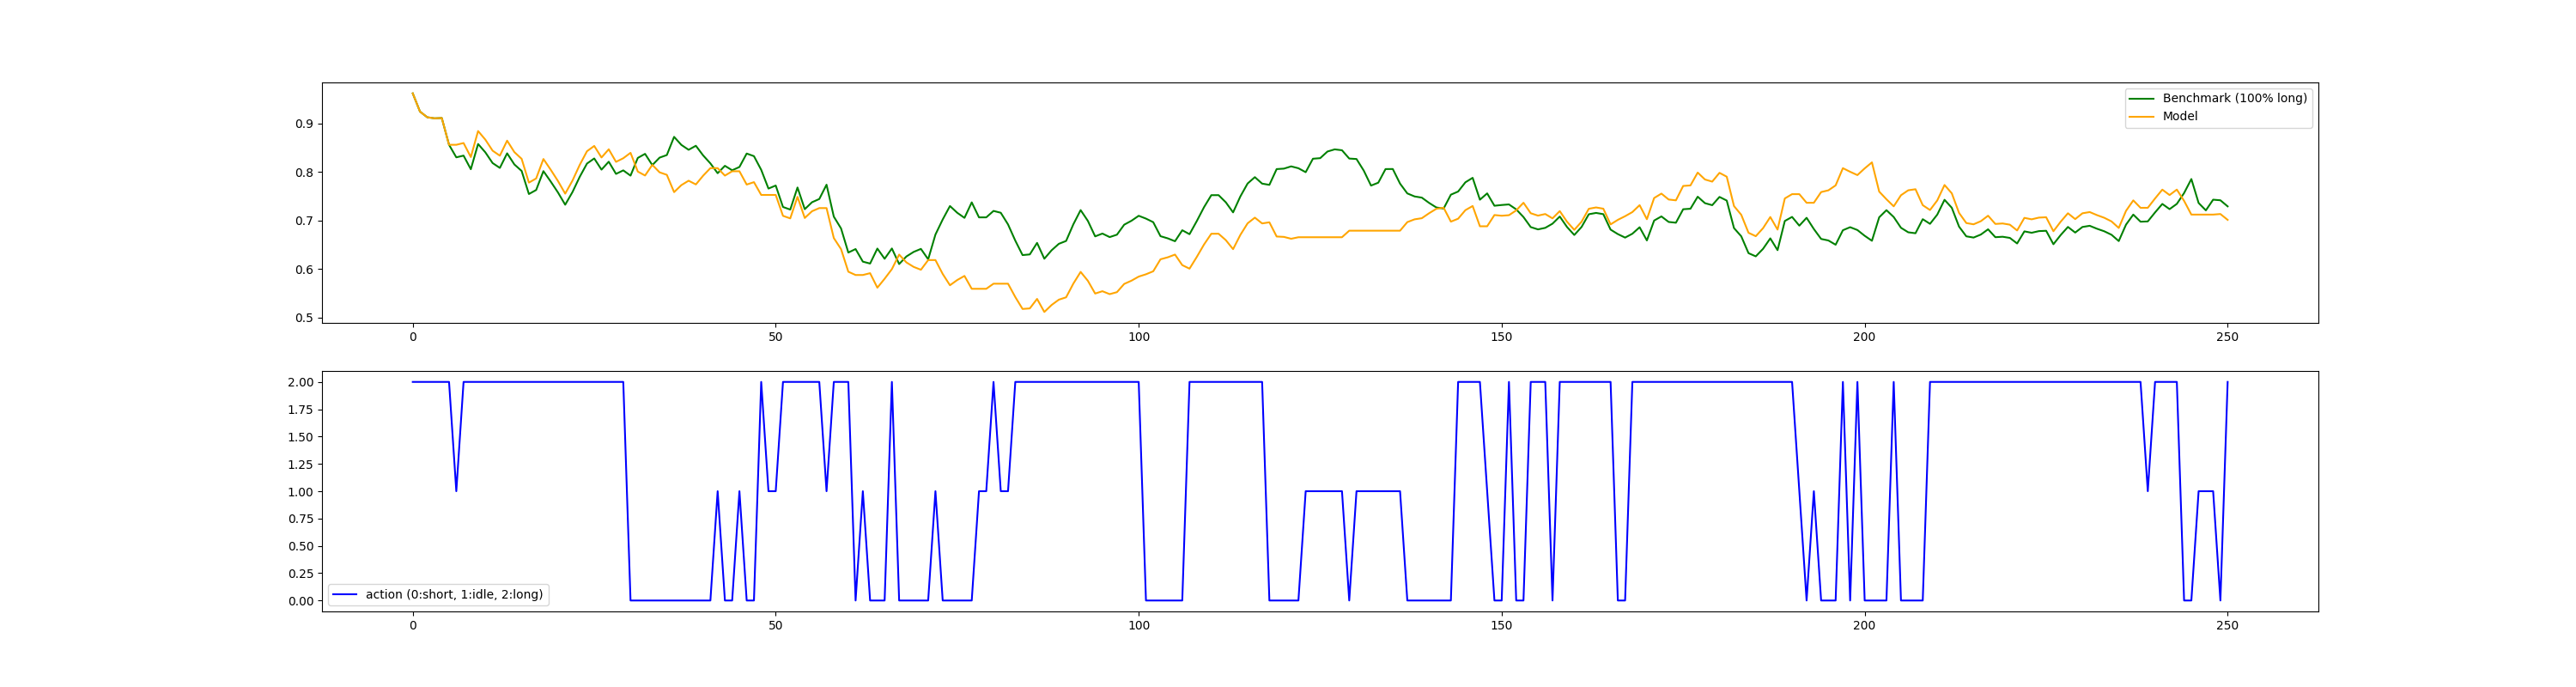 Benchmark (100% long)
Model
0.9
0.8
0.7
0.6
0.5
0 50 100 150 200 250
2.00
1.75
1.50
1.25
1.00
0.75
0.50
0.25
0.00
action (0:short, 1:idle, 2:long)
0 50 100 150 200 250